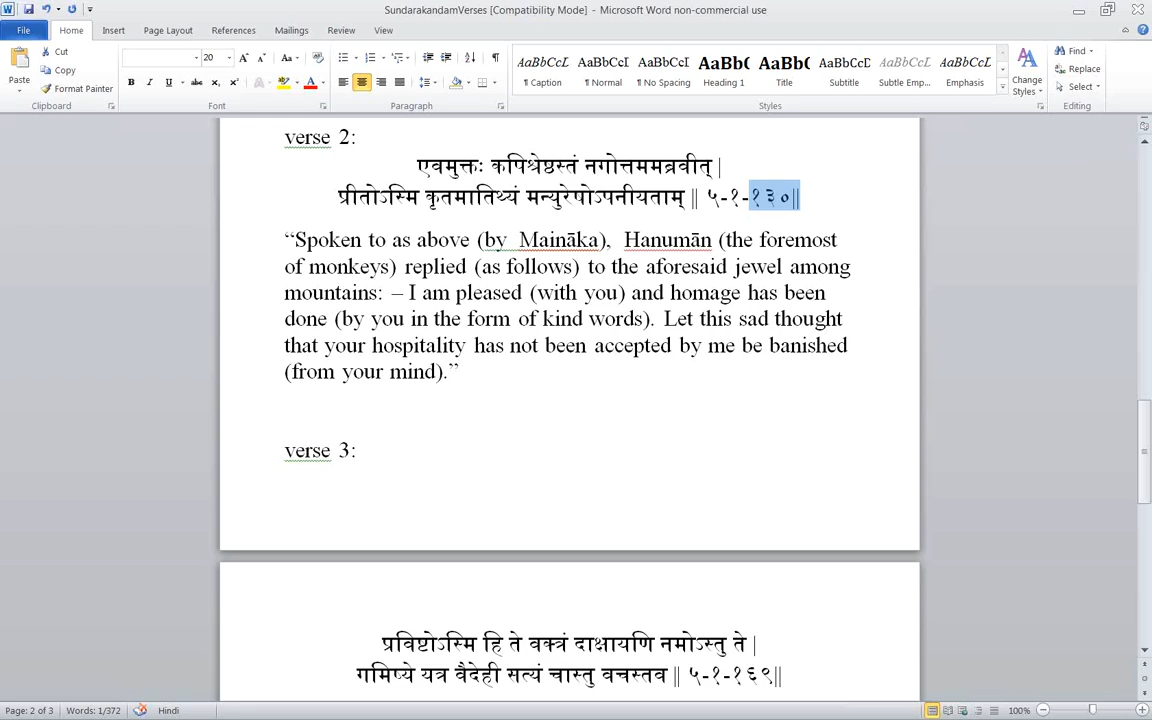 SundarakandamVerses [Compatibility Mode] - Microsoft Word non-commercial use
File Home Insert Page Layout References Mailings Review View
Cut
Copy
Format Painter
Paste
Clipboard
20
Font
Paragraph
AaBbCcL AaBbCcI AaBbCcI AaBb( AaBb( AaBbCcI AaBbCcL AaBbCcL
¶ Caption ¶ Normal ¶ No Spacing Heading 1 Title Subtitle Subtle Emp... Emphasis
Styles
Change Styles
Find
Replace
Select
Editing
verse 2:
एवमुक्तः कपिश्रेष्ठस्तं नगोत्तममब्रवीत् |
प्रीतोऽस्मि कृतमातिथ्यं मन्युरेषोऽपनीयताम् || ५-१-१३०||
“Spoken to as above (by Maināka), Hanumān (the foremost
of monkeys) replied (as follows) to the aforesaid jewel among
mountains: – I am pleased (with you) and homage has been
done (by you in the form of kind words). Let this sad thought
that your hospitality has not been accepted by me be banished
(from your mind).”
verse 3:
प्रविष्टोऽस्मि हि ते वक्त्रं दाक्षायणि नमोऽस्तु ते |
गमिष्ये यत्र वैदेही सत्यं चास्तु वचस्तव || ५-१-१६९||
Page: 2 of 3 Words: 1/372 Hindi 100%